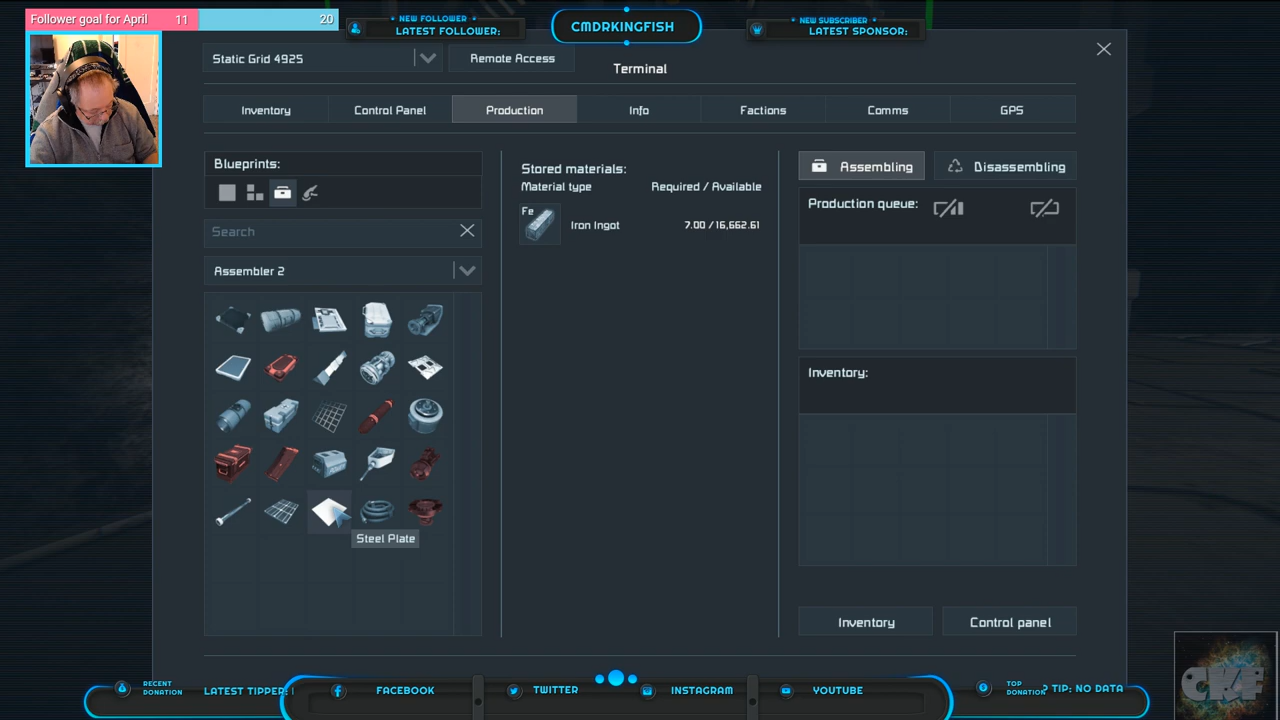 Follower goal for April 11 20
NEW FOLLOWER
LATEST FOLLOWER:
CMDRKINGFISH
NEW SUBSCRIBER
LATEST SPONSOR:
Static Grid 4925
Remote Access
Terminal
Inventory
Control Panel
Production
Info
Factions
Comms
GPS
Blueprints:
Search
Assembler 2
Steel Plate
Stored materials:
Material type Required / Available
Fe
Iron Ingot 7.00 / 16,662.61
Assembling
Disassembling
Production queue:
Inventory:
Inventory
Control panel
RECENT
DONATION
LATEST TIPPER:
FACEBOOK
TWITTER
INSTAGRAM
YOUTUBE
TOP
DONATION
? TIP: NO DATA
CKF